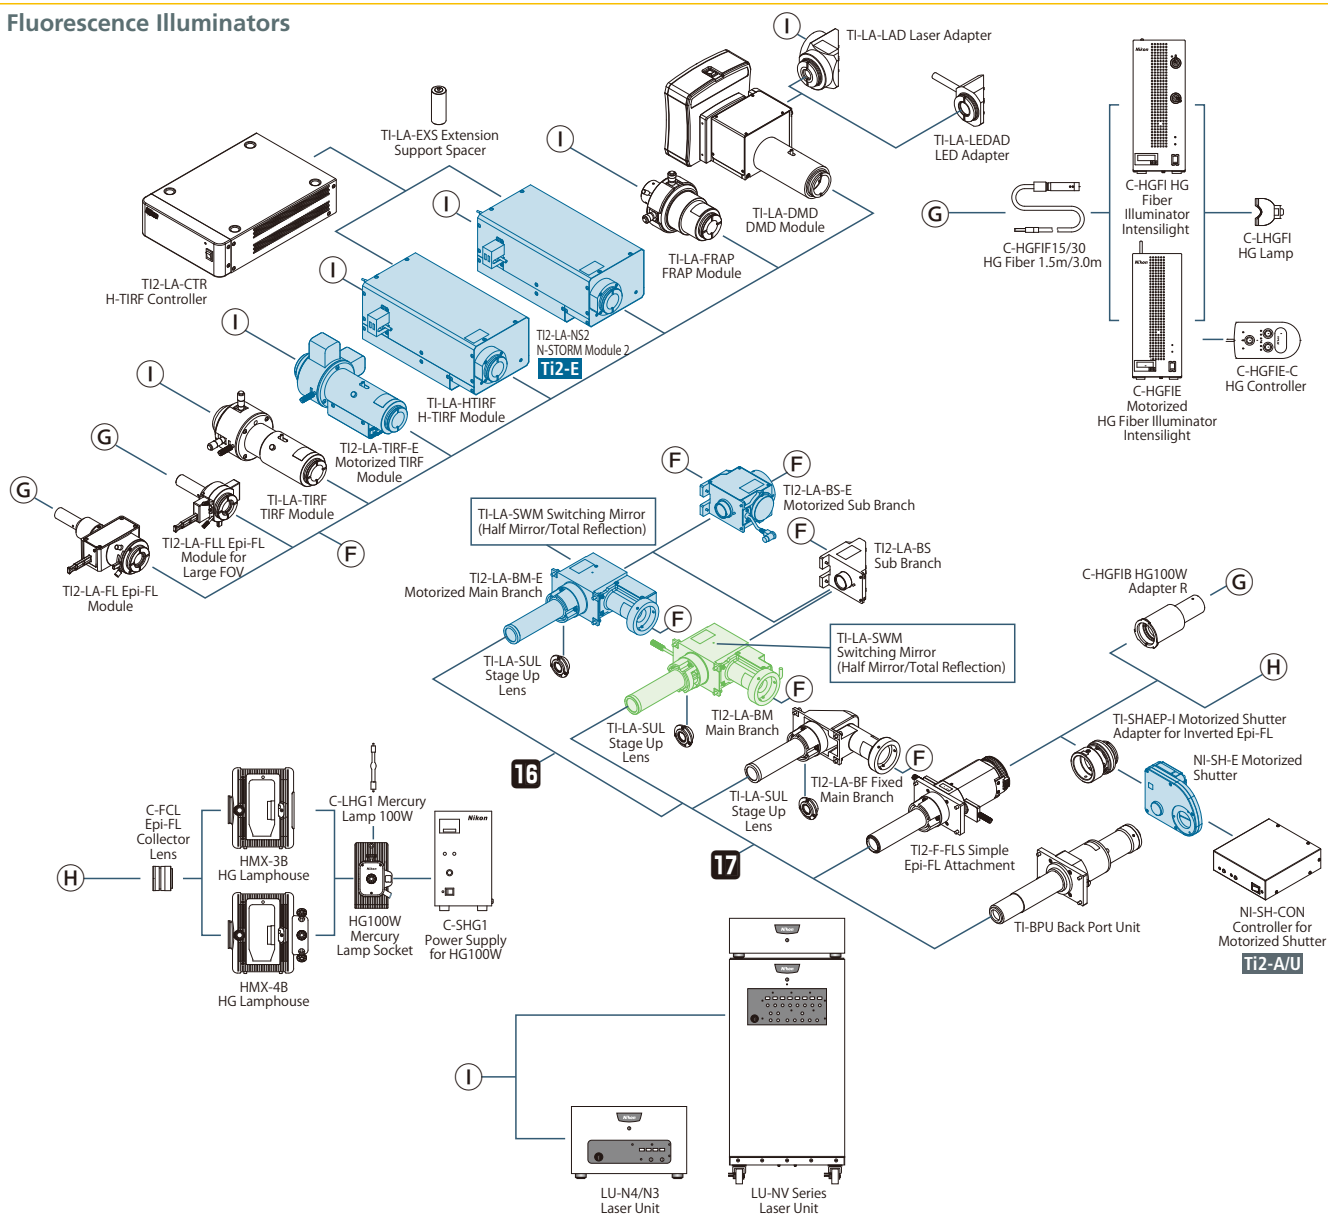 Fluorescence Illuminators
I
TI-LA-LAD Laser Adapter
TI-LA-LEDAD
LED Adapter
TI-LA-EXS Extension
Support Spacer
I
TI-LA-DMD
DMD Module
TI-LA-FRAP
FRAP Module
I
TI2-LA-CTR
H-TIRF Controller
I
TI2-LA-NS2
N-STORM Module 2
Ti2-E
I
TI-LA-HTIRF
H-TIRF Module
I
TI2-LA-TIRF-E
Motorized TIRF
Module
G
TI-LA-TIRF
TIRF Module
G
TI2-LA-FLL Epi-FL
Module for
Large FOV
F
TI2-LA-FL Epi-FL
Module
G
C-HGFIF15/30
HG Fiber 1.5m/3.0m
Nikon
C-HGFI HG
Fiber
Illuminator
Intensilight
C-LHGFI
HG Lamp
Nikon
C-HGFIE
Motorized
HG Fiber Illuminator
Intensilight
C-HGFIE-C
HG Controller
F
F
TI2-LA-BS-E
Motorized Sub Branch
TI-LA-SWM Switching Mirror
(Half Mirror/Total Reflection)
F
TI2-LA-BS
Sub Branch
TI2-LA-BM-E
Motorized Main Branch
F
TI-LA-SUL
Stage Up
Lens
TI-LA-SWM
Switching Mirror
(Half Mirror/Total Reflection)
F
TI2-LA-BM
Main Branch
TI-LA-SUL
Stage Up
Lens
C-HGFIB HG100W
Adapter R
G
H
TI-SHAEP-I Motorized Shutter
Adapter for Inverted Epi-FL
NI-SH-E Motorized
Shutter
F
TI2-LA-BF Fixed
Main Branch
TI-LA-SUL
Stage Up
Lens
16
17
TI2-F-FLS Simple
Epi-FL Attachment
TI-BPU Back Port Unit
NI-SH-CON
Controller for
Motorized Shutter
Ti2-A/U
H
C-FCL
Epi-FL
Collector
Lens
HMX-3B
HG Lamphouse
HMX-4B
HG Lamphouse
C-LHG1 Mercury
Lamp 100W
Nikon
HG100W
Mercury
Lamp Socket
Nikon
C-SHG1
Power Supply
for HG100W
I
Nikon
LU-N4/N3
Laser Unit
Nikon
Nikon
LU-NV Series
Laser Unit